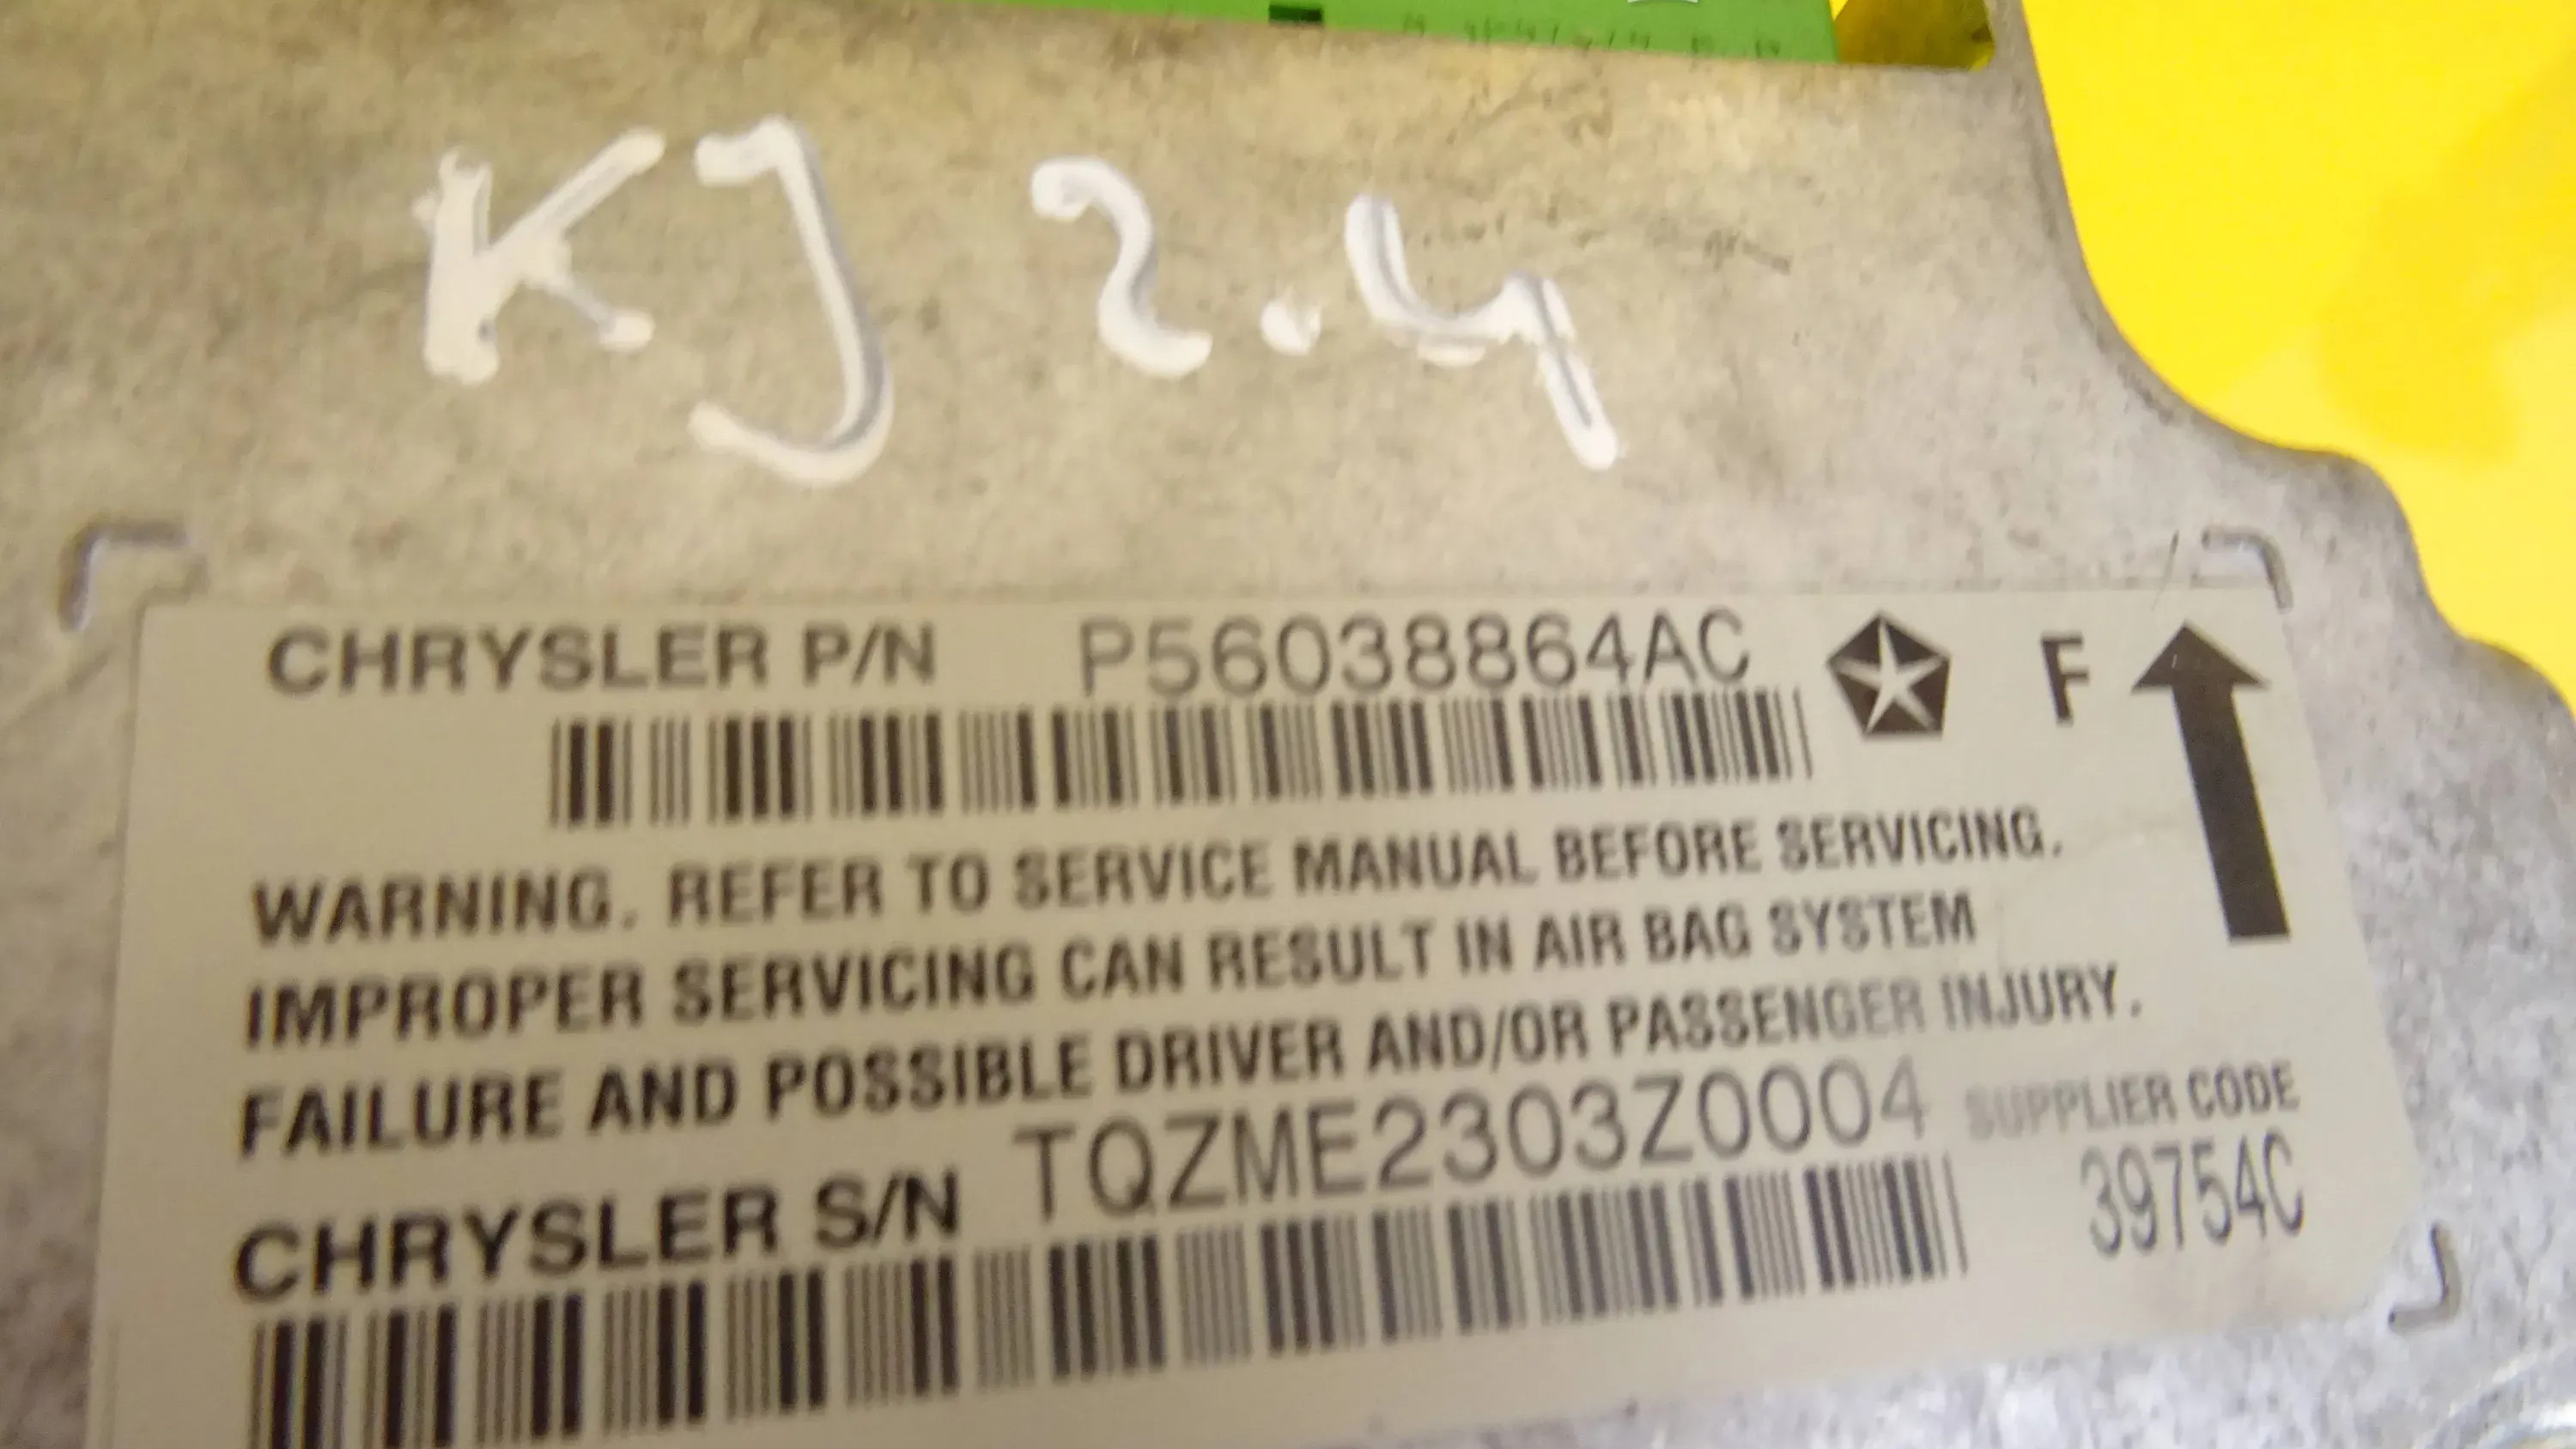 KJ 2.4
CHRYSLER P/N P56038864AC F
WARNING. REFER TO SERVICE MANUAL BEFORE SERVICING.
IMPROPER SERVICING CAN RESULT IN AIR BAG SYSTEM
FAILURE AND POSSIBLE DRIVER AND/OR PASSENGER INJURY.
CHRYSLER S/N TQZME2303Z0004 SUPPLIER CODE
39754C